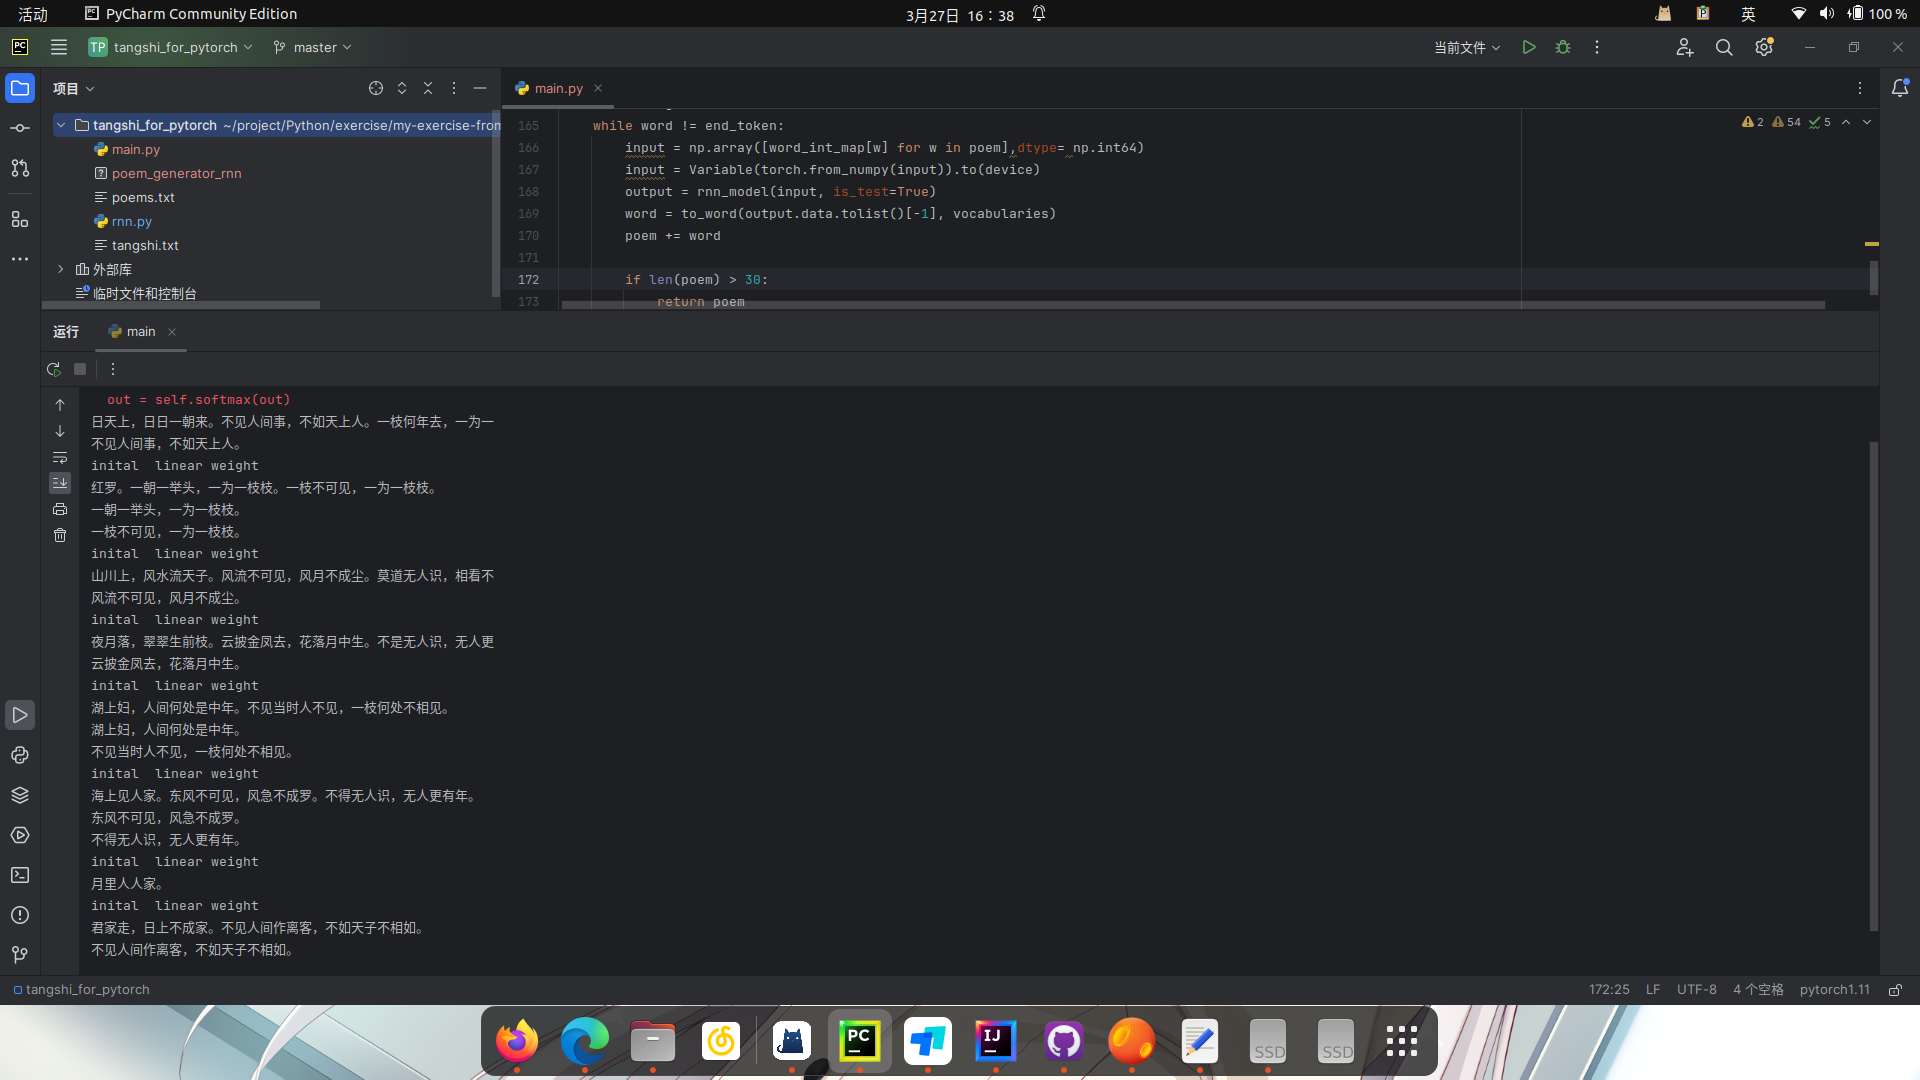 活动
PyCharm Community Edition
3月27日 16：38
英
100 %
TP tangshi_for_pytorch
master
当前文件
项目
main.py
tangshi_for_pytorch ~/project/Python/exercise/my-exercise-fron
main.py
poem_generator_rnn
poems.txt
rnn.py
tangshi.txt
外部库
临时文件和控制台
2 54 5
165 while word != end_token:
166 input = np.array([word_int_map[w] for w in poem],dtype= np.int64)
167 input = Variable(torch.from_numpy(input)).to(device)
168 output = rnn_model(input, is_test=True)
169 word = to_word(output.data.tolist()[-1], vocabularies)
170 poem += word
171
172 if len(poem) > 30:
173 return poem
运行
main
out = self.softmax(out)
日天上，日日一朝来。不见人间事，不如天上人。一枝何年去，一为一
不见人间事，不如天上人。
inital  linear weight
红罗。一朝一举头，一为一枝枝。一枝不可见，一为一枝枝。
一朝一举头，一为一枝枝。
一枝不可见，一为一枝枝。
inital  linear weight
山川上，风水流天子。风流不可见，风月不成尘。莫道无人识，相看不
风流不可见，风月不成尘。
inital  linear weight
夜月落，翠翠生前枝。云披金凤去，花落月中生。不是无人识，无人更
云披金凤去，花落月中生。
inital  linear weight
湖上妇，人间何处是中年。不见当时人不见，一枝何处不相见。
湖上妇，人间何处是中年。
不见当时人不见，一枝何处不相见。
inital  linear weight
海上见人家。东风不可见，风急不成罗。不得无人识，无人更有年。
东风不可见，风急不成罗。
不得无人识，无人更有年。
inital  linear weight
月里人人家。
inital  linear weight
君家走，日上不成家。不见人间作离客，不如天子不相如。
不见人间作离客，不如天子不相如。
tangshi_for_pytorch
172:25 LF UTF-8 4 个空格 pytorch1.11
PC
IJ
SSD
SSD